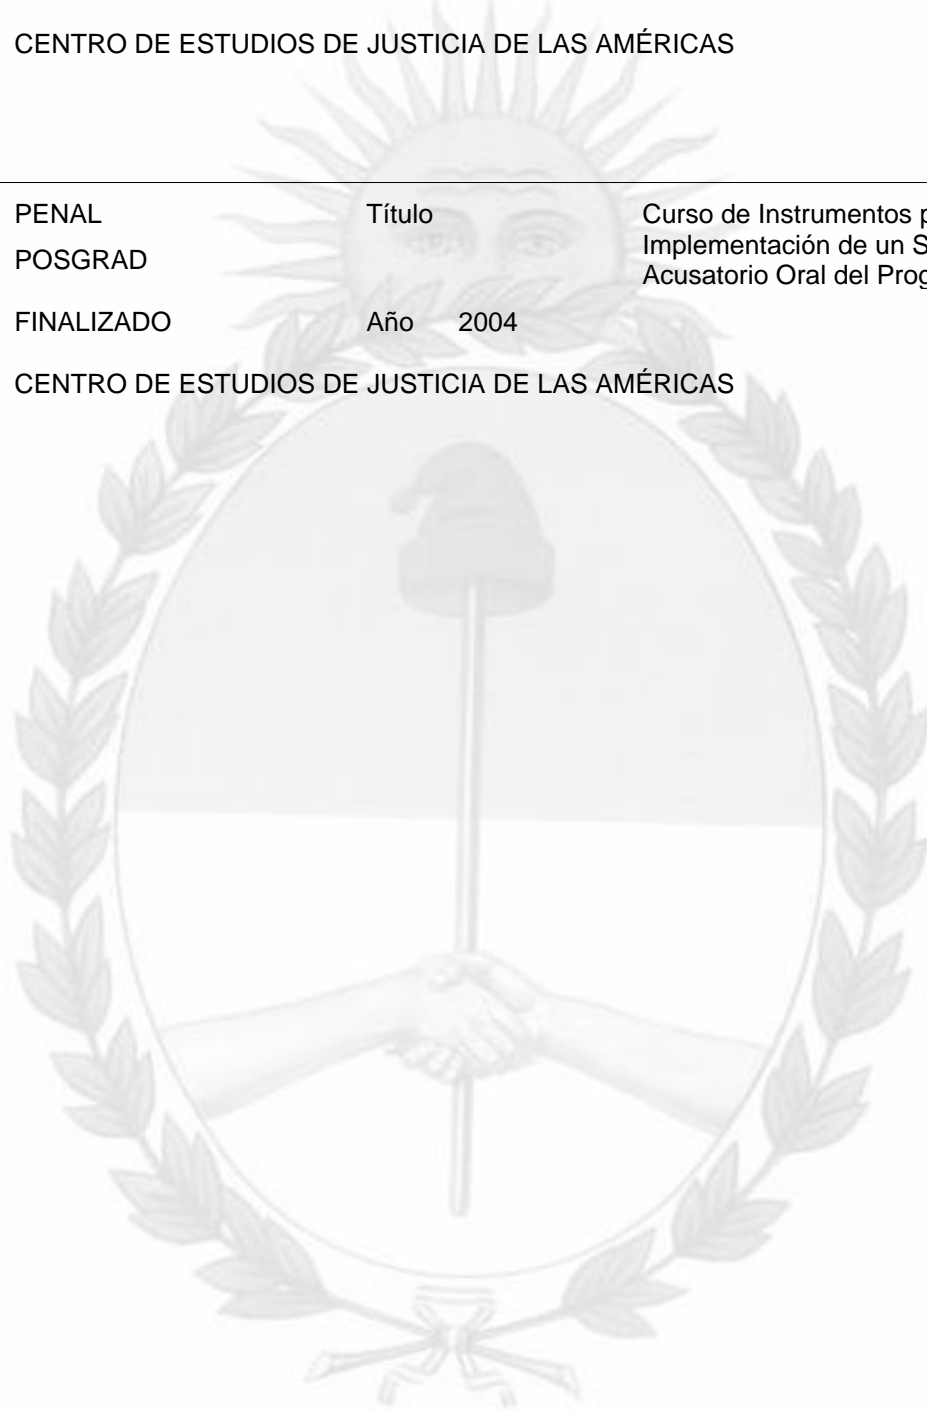 CENTRO DE ESTUDIOS DE JUSTICIA DE LAS AMÉRICAS
PENAL Título Curso de Instrumentos
POSGRAD Implementación de un
Acusatorio Oral del
FINALIZADO Año 2004
CENTRO DE ESTUDIOS DE JUSTICIA DE LAS AMÉRICAS